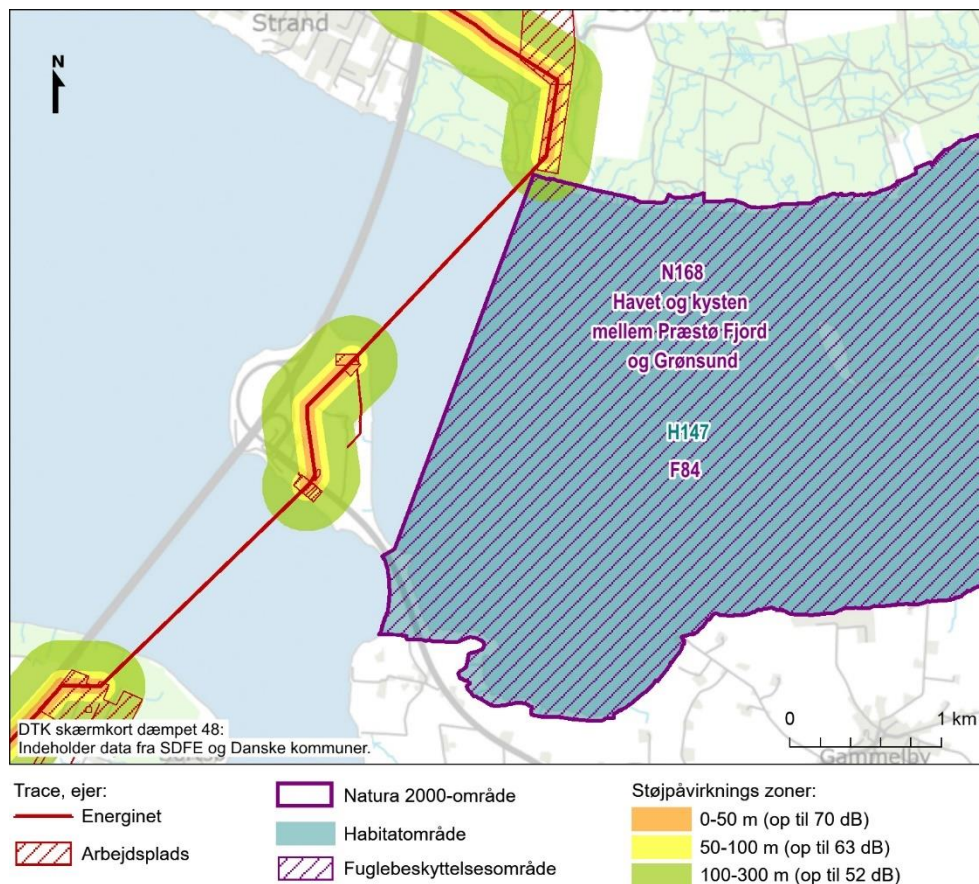 Strand
N
N168
Havet og kysten
mellem Præstø Fjord
og Grønsund
H147
F84
0 1 km
DTK skærmkort dæmpet 48:
Indeholder data fra SDFE og Danske kommuner.
Gammelby
Trace, ejer:
Energinet
Arbejdsplads
Natura 2000-område
Habitatområde
Fuglebeskyttelsesområde
Støjpåvirknings zoner:
0-50 m (op til 70 dB)
50-100 m (op til 63 dB)
100-300 m (op til 52 dB)